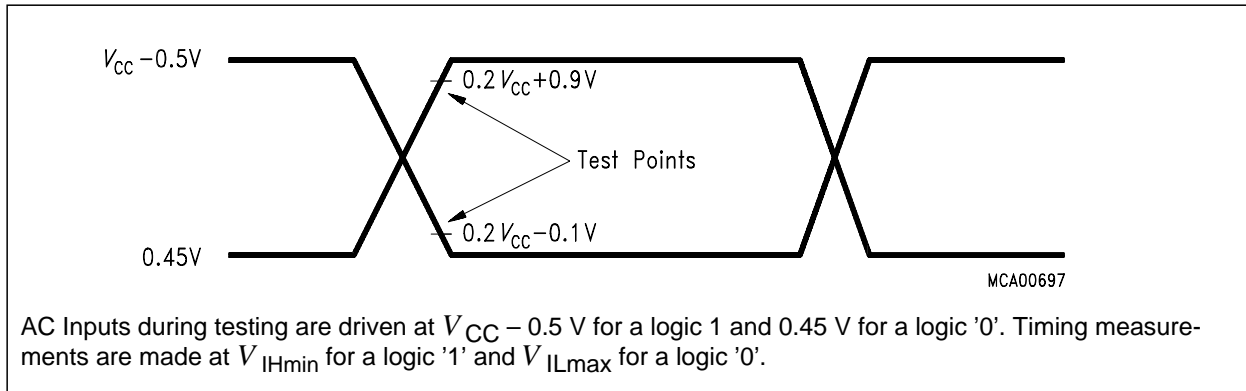 V CC – 0.5V
0.2 V CC +0.9 V
Test Points
0.2 V CC –0.1 V
0.45V
MCA00697
AC Inputs during testing are driven at V CC – 0.5 V for a logic 1 and 0.45 V for a logic '0'. Timing measure-
ments are made at V IHmin for a logic '1' and V ILmax for a logic '0'.